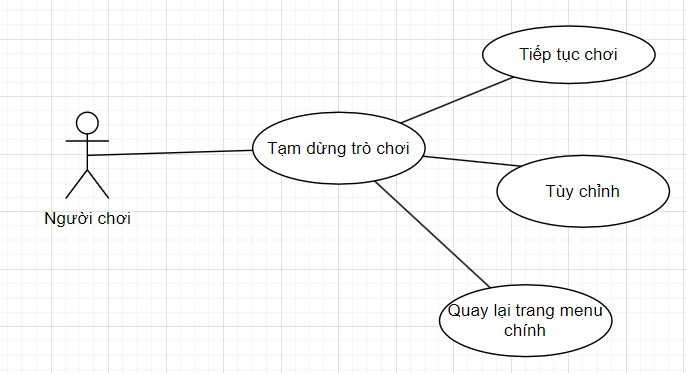 Tiếp tục chơi
Tạm dừng trò chơi
Tùy chỉnh
Người chơi
Quay lại trang menu
chính